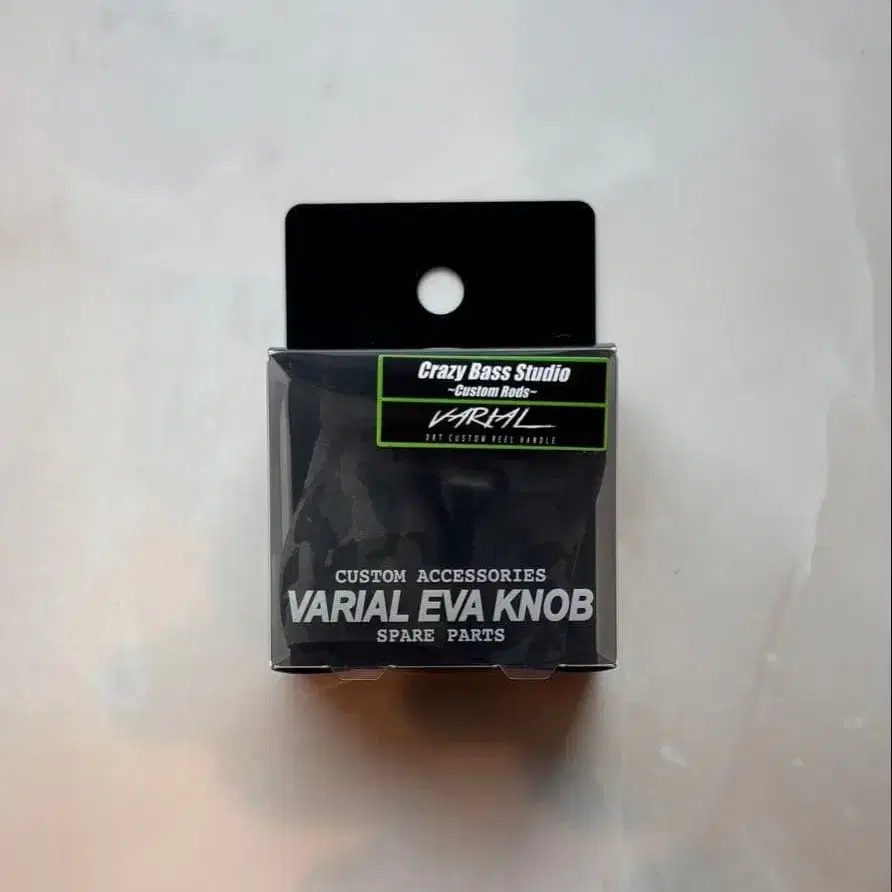 Crazy Bass Studio
~Custom Rods~
VARIAL
DRT CUSTOM REEL HANDLE
CUSTOM ACCESSORIES
VARIAL EVA KNOB
SPARE PARTS